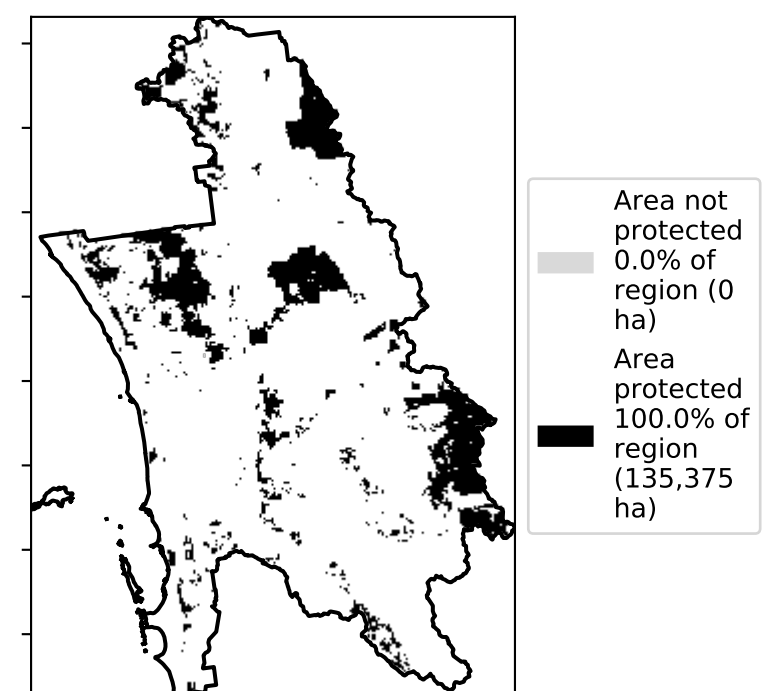 Area not
protected
0.0% of
region (0
ha)
Area
protected
100.0% of
region
(135,375
ha)